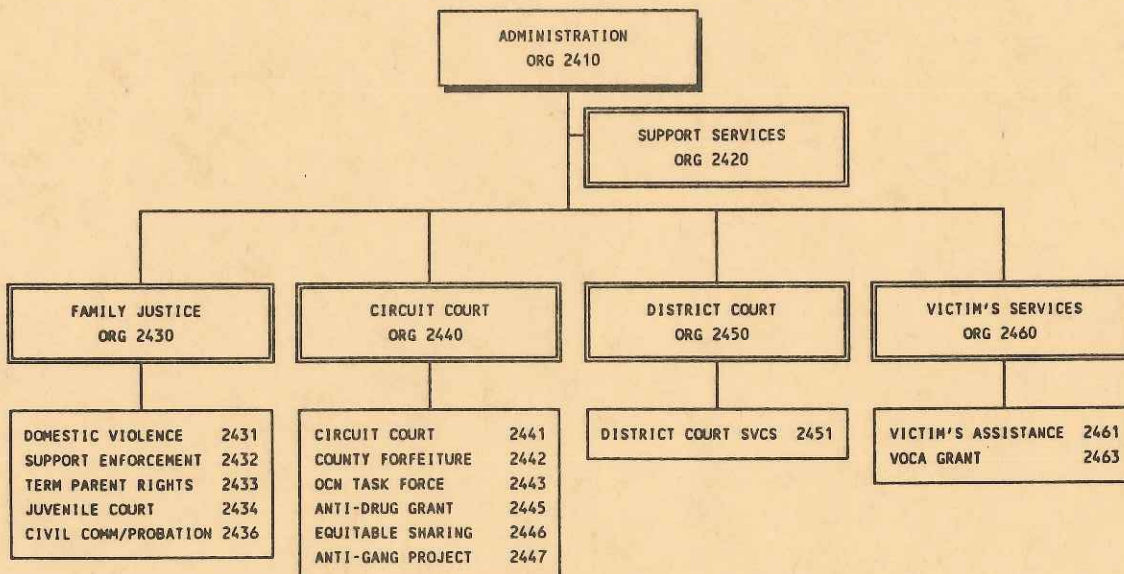 ADMINISTRATION
ORG 2410
SUPPORT SERVICES
ORG 2420
FAMILY JUSTICE
ORG 2430
CIRCUIT COURT
ORG 2440
DISTRICT COURT
ORG 2450
VICTIM'S SERVICES
ORG 2460
DOMESTIC VIOLENCE 2431
SUPPORT ENFORCEMENT 2432
TERM PARENT RIGHTS 2433
JUVENILE COURT 2434
CIVIL COMM/PROBATION 2436
CIRCUIT COURT 2441
COUNTY FORFEITURE 2442
OCN TASK FORCE 2443
ANTI-DRUG GRANT 2445
EQUITABLE SHARING 2446
ANTI-GANG PROJECT 2447
DISTRICT COURT SVCS 2451
VICTIM'S ASSISTANCE 2461
VOCA GRANT 2463